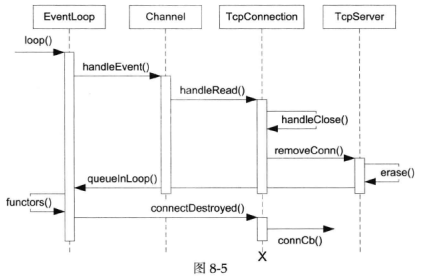 EventLoop Channel TcpConnection TcpServer
loop()
handleEvent()
handleRead()
handleClose()
removeConn()
erase()
queueInLoop()
functors()
connectDestroyed()
connCb()
X
图 8-5